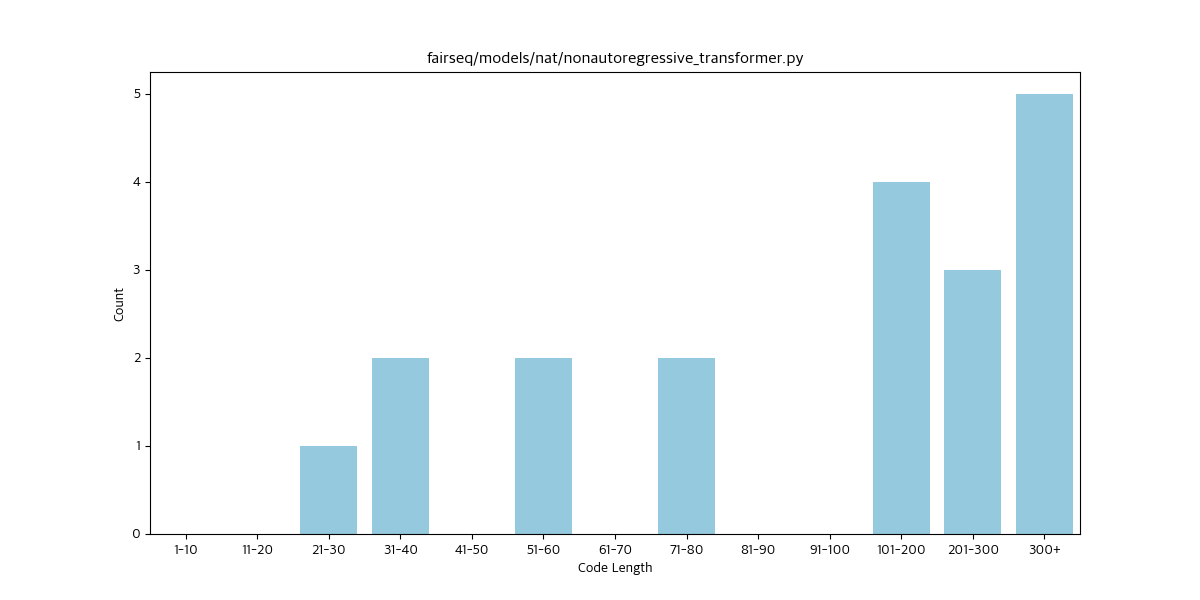 fairseq/models/nat/nonautoregressive_transformer.py
5
4
3
2
1
0
Count
1-10 11-20 21-30 31-40 41-50 51-60 61-70 71-80 81-90 91-100 101-200 201-300 300+
Code Length